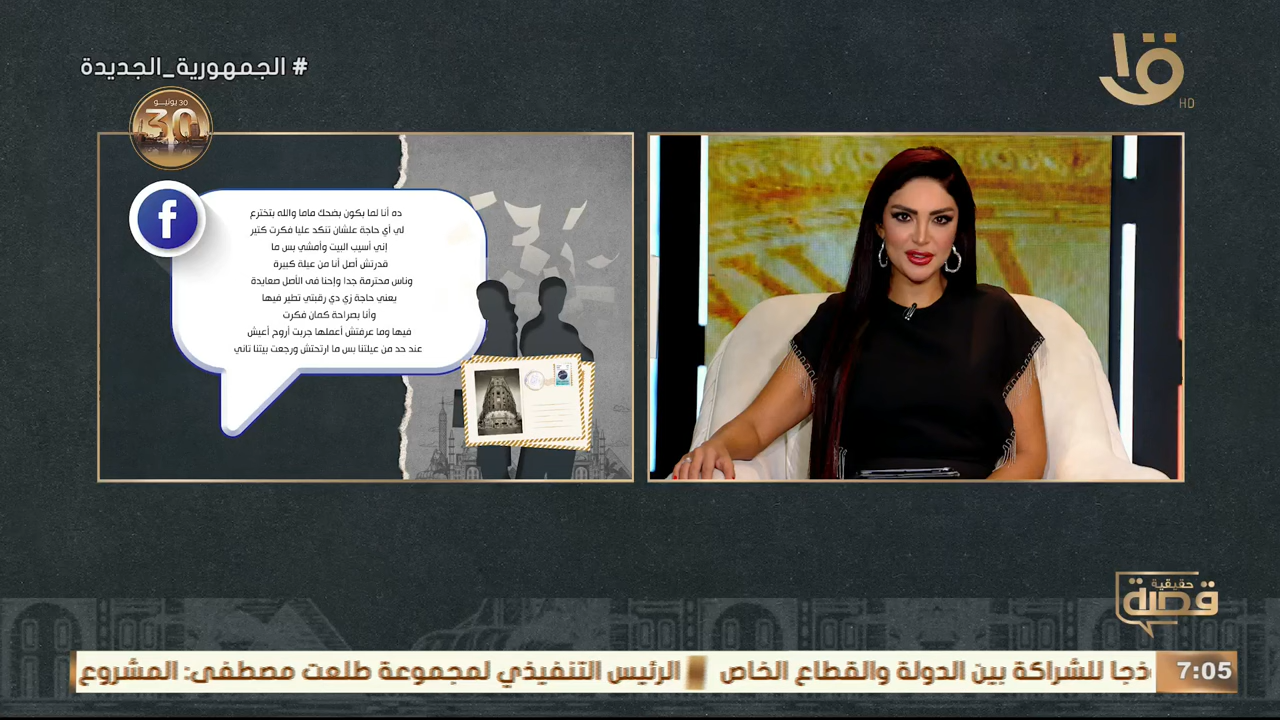 # الجمهورية_الجديدة
HD
30 يونيـــو
30
f
ده أنا لما بكون بضحك ماما والله بتخترع
لي أي حاجة علشان تنكد عليا فكرت كتير
إني أسيب البيت وأمشي بس ما
قدرتش أصل أنا من عيلة كبيرة
وناس محترمة جدا وإحنا فى الأصل صعايدة
يعني حاجة زي دي رقبتي تطير فيها
وأنا بصراحة كمان فكرت
فيها وما عرفتش أعملها جربت أروح أعيش
عند حد من عيلتنا بس ما ارتحتش ورجعت بيتنا تاني
قصة حقيقية
7:05
ذجا للشراكة بين الدولة والقطاع الخاص
الرئيس التنفيذي لمجموعة طلعت مصطفى: المشروع